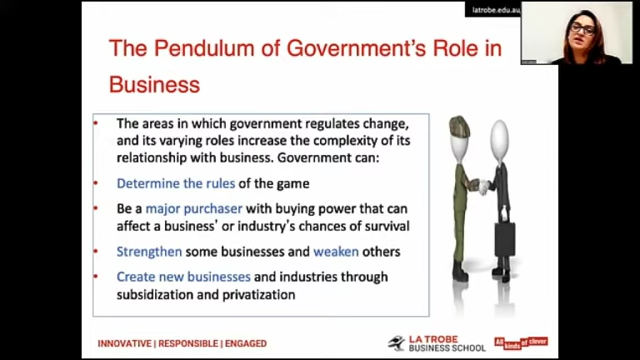 latrobe.edu.au
The Pendulum of Government's Role in
Business
• The areas in which government regulates change,
and its varying roles increase the complexity of its
relationship with business. Government can:
• Determine the rules of the game
• Be a major purchaser with buying power that can
affect a business' or industry's chances of survival
• Strengthen some businesses and weaken others
• Create new businesses and industries through
subsidization and privatization
INNOVATIVE | RESPONSIBLE | ENGAGED
LA TROBE
BUSINESS SCHOOL
All
kinds of clever